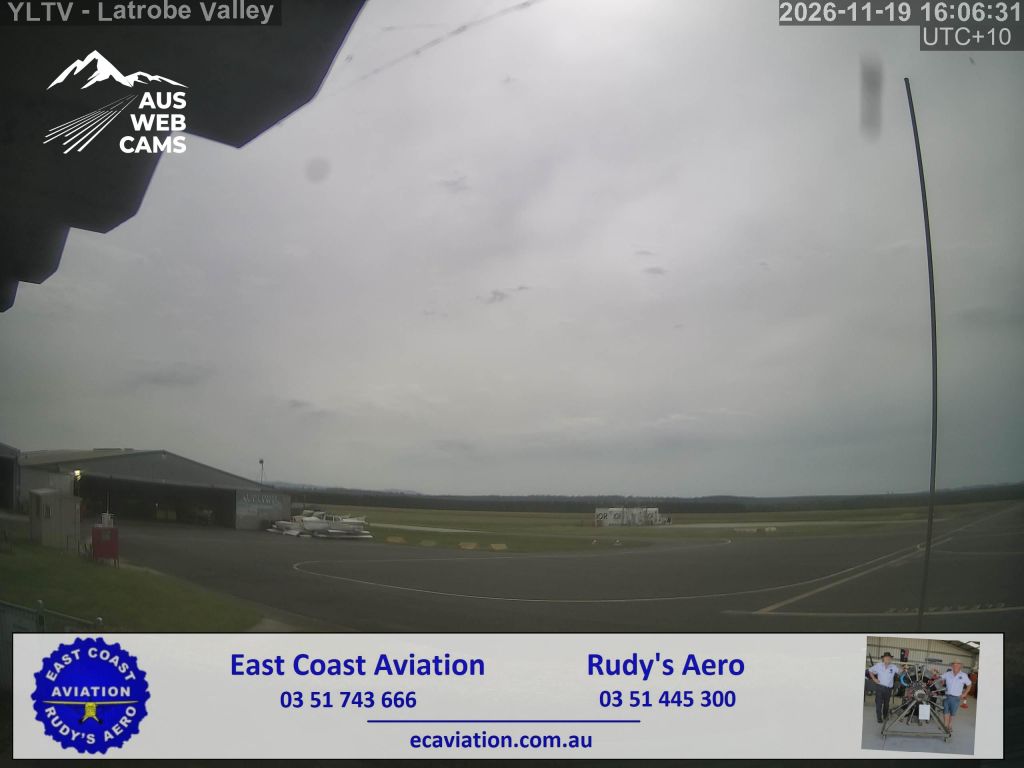 YLTV - Latrobe Valley
2026-11-19 16:06:31
UTC+10
AUS
WEB
CAMS
East Coast Aviation
03 51 743 666
Rudy's Aero
03 51 445 300
ecaviation.com.au
EAST COAST
AVIATION
RUDY'S AERO